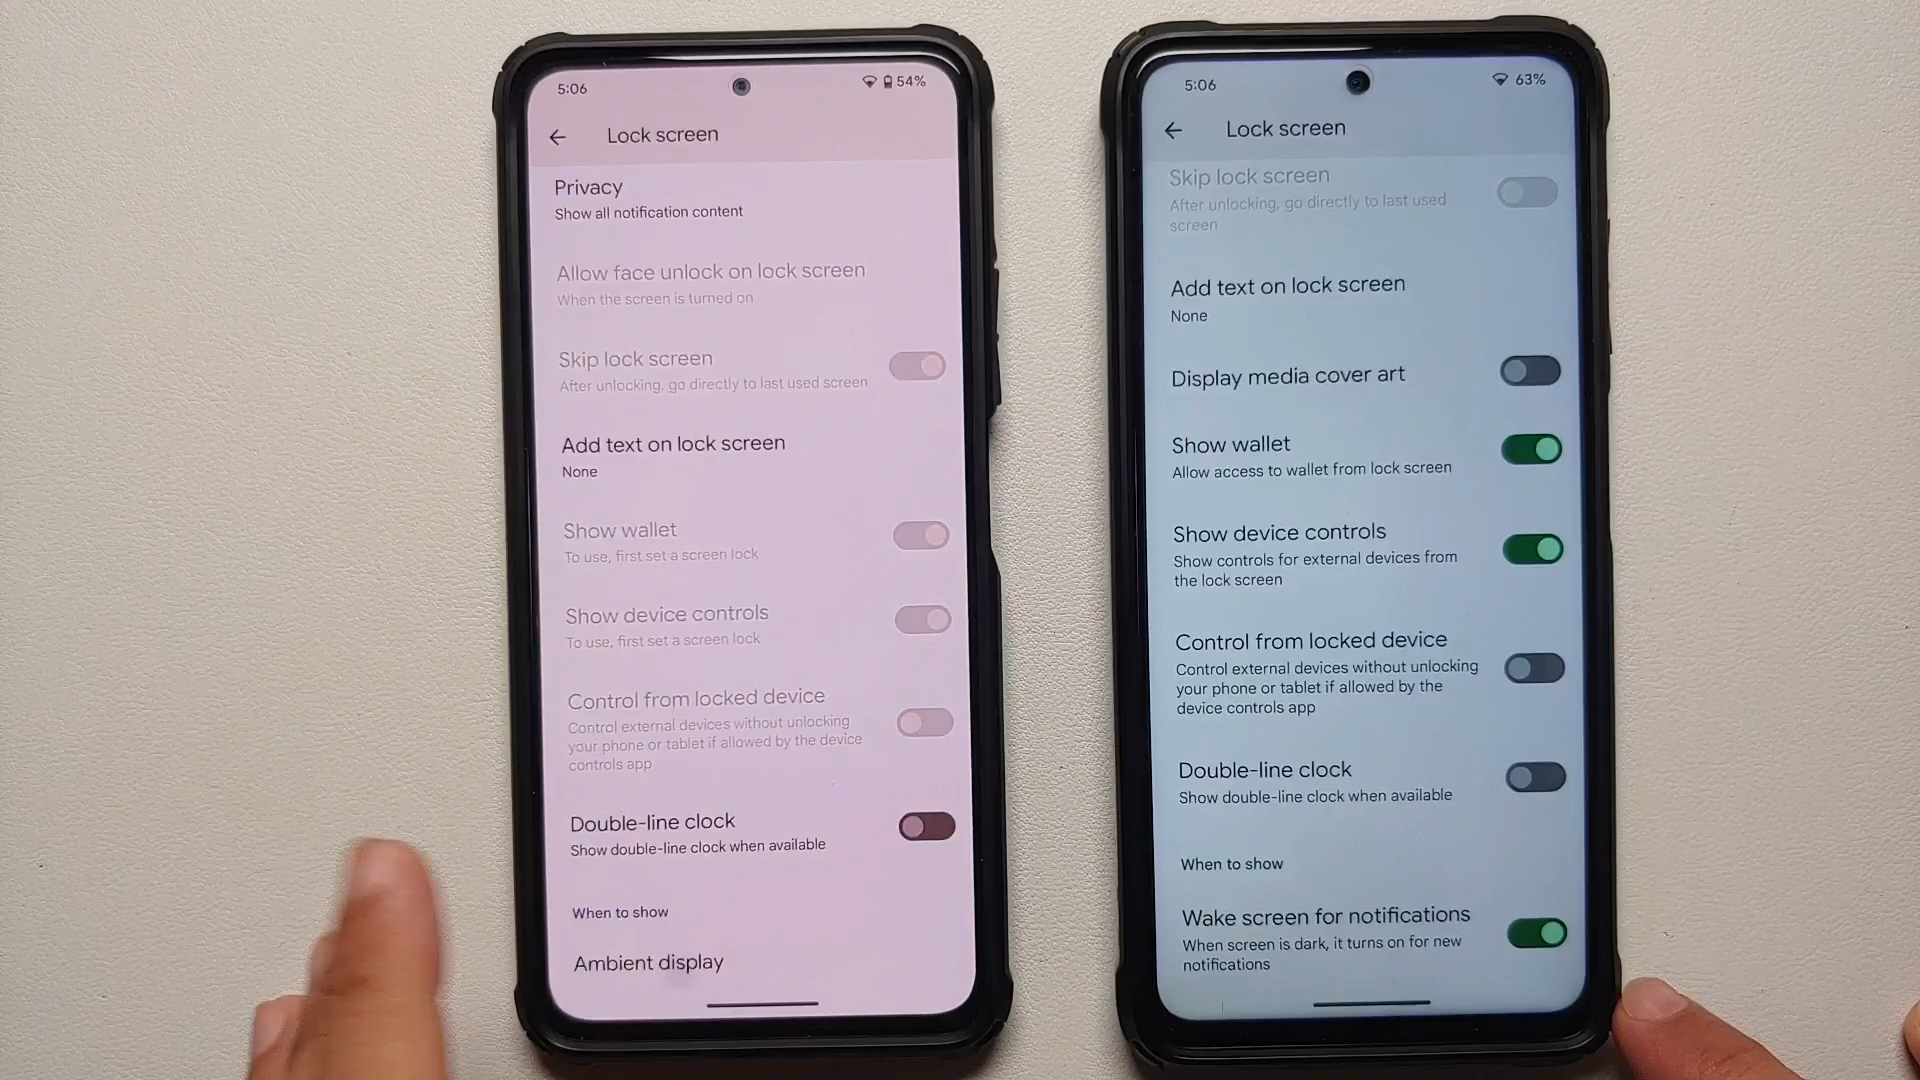 5:06
54%
Lock screen
Privacy
Show all notification content
Allow face unlock on lock screen
When the screen is turned on
Skip lock screen
After unlocking, go directly to last used screen
Add text on lock screen
None
Show wallet
To use, first set a screen lock
Show device controls
To use, first set a screen lock
Control from locked device
Control external devices without unlocking
your phone or tablet if allowed by the device
controls app
Double-line clock
Show double-line clock when available
When to show
Ambient display
5:06
63%
Lock screen
Skip lock screen
After unlocking, go directly to last used
screen
Add text on lock screen
None
Display media cover art
Show wallet
Allow access to wallet from lock screen
Show device controls
Show controls for external devices from
the lock screen
Control from locked device
Control external devices without unlocking
your phone or tablet if allowed by the
device controls app
Double-line clock
Show double-line clock when available
When to show
Wake screen for notifications
When screen is dark, it turns on for new
notifications